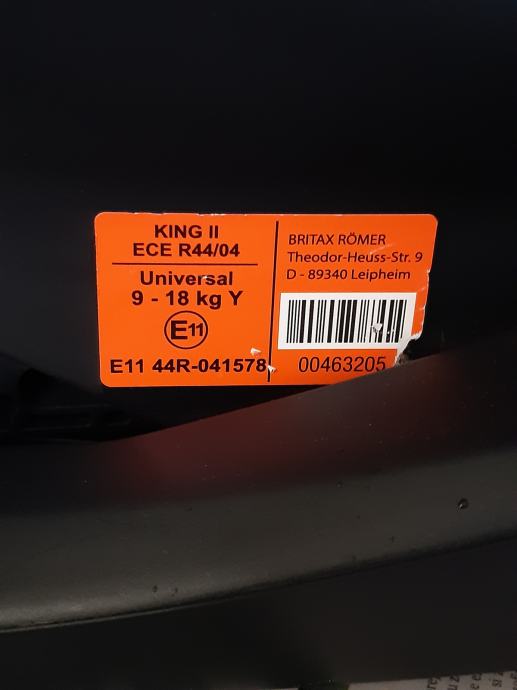 KING II
ECE R44/04
Universal
9 - 18 kg Y
E11
E11 44R-041578
BRITAX RÖMER
Theodor-Heuss-Str. 9
D - 89340 Leipheim
00463205